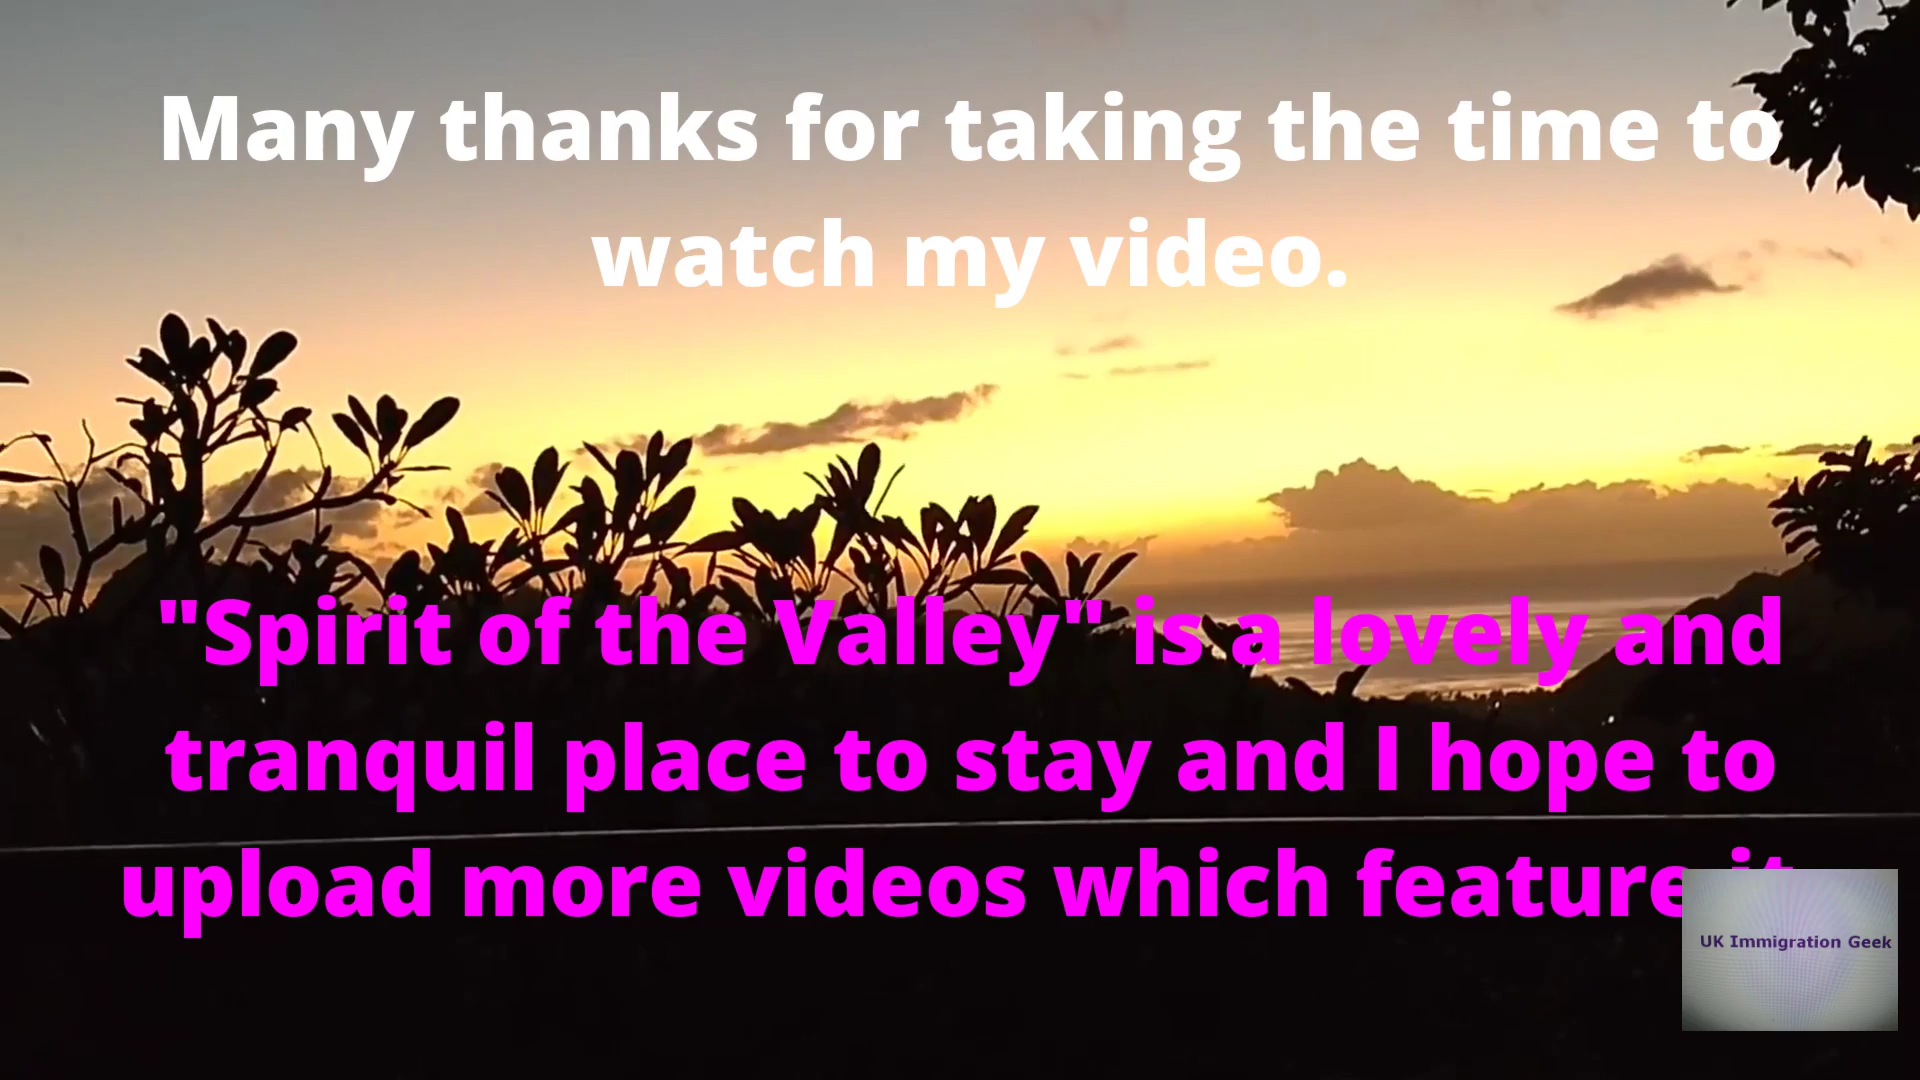 Many thanks for taking the time to
watch my video.
"Spirit of the Valley" is a lovely and
tranquil place to stay and I hope to
upload more videos which feature it
UK Immigration Geek